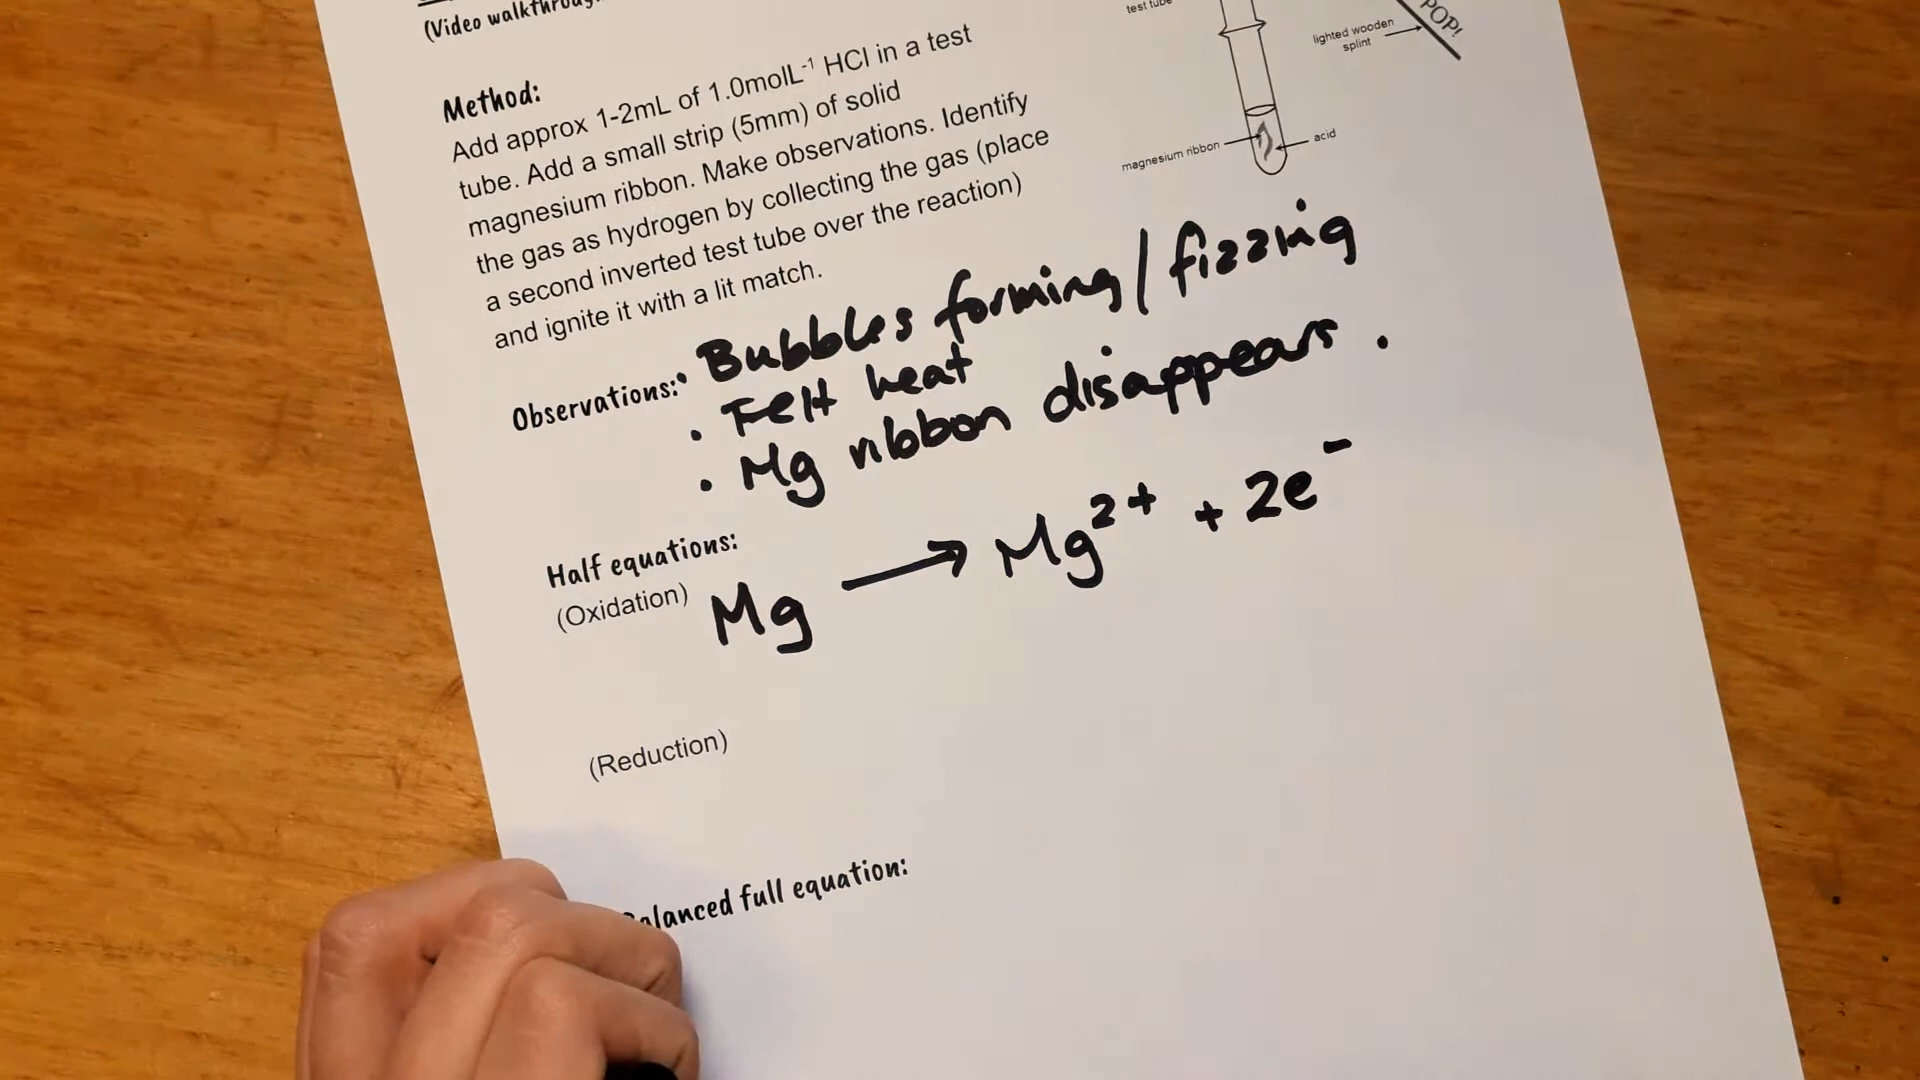 (Video walkthroug
test tube
lighted wooden
splint
POP!
Method:
Add approx 1-2mL of 1.0molL⁻¹ HCl in a test
tube. Add a small strip (5mm) of solid
magnesium ribbon. Make observations. Identify
the gas as hydrogen by collecting the gas (place
a second inverted test tube over the reaction)
and ignite it with a lit match.
magnesium ribbon
acid
Observations: • Bubbles forming / fizzing
• Felt heat
• Mg ribbon disappears.
Half equations:
(Oxidation) Mg → Mg²⁺ + 2e⁻
(Reduction)
Balanced full equation: